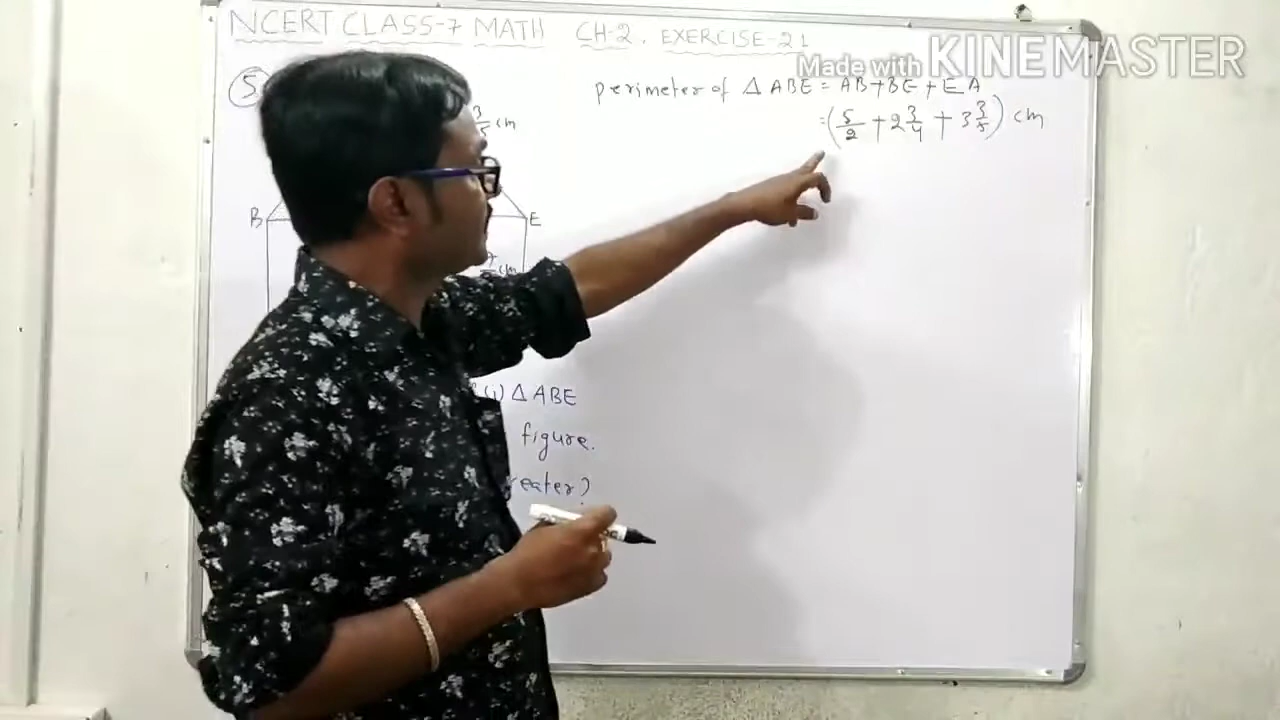 NCERT CLASS-7 MATH CH-2, EXERCISE-2.1
Made with KINEMASTER
5
perimeter of △ ABE = AB+BE+EA
=(5/2 + 2 3/4 + 3 3/5) cm
3/5 cm
B
E
cm
(i) △ ABE
figure.
reater?